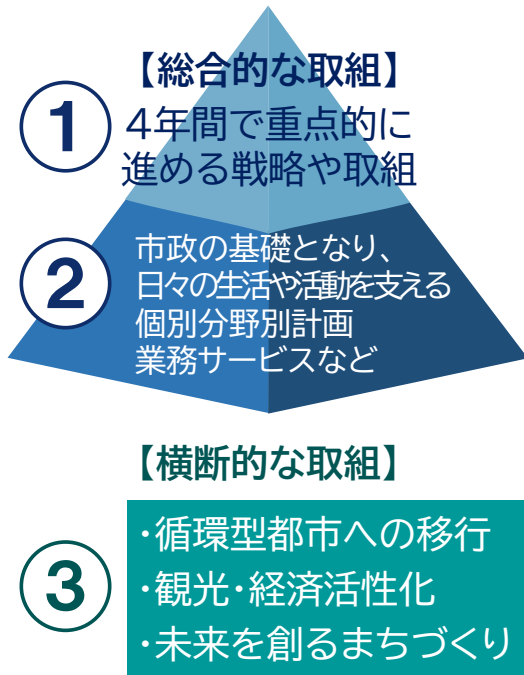 【総合的な取組】
① 4年間で重点的に
進める戦略や取組
② 市政の基礎となり、
日々の生活や活動を支える
個別分野別計画
業務サービスなど
【横断的な取組】
③ ・循環型都市への移行
・観光・経済活性化
・未来を創るまちづくり